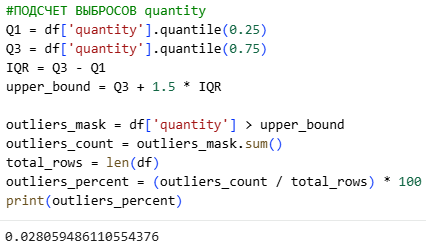 #ПОДСЧЕТ ВЫБРОСОВ quantity
Q1 = df['quantity'].quantile(0.25)
Q3 = df['quantity'].quantile(0.75)
IQR = Q3 - Q1
upper_bound = Q3 + 1.5 * IQR

outliers_mask = df['quantity'] > upper_bound
outliers_count = outliers_mask.sum()
total_rows = len(df)
outliers_percent = (outliers_count / total_rows) * 100
print(outliers_percent)
0.028059486110554376